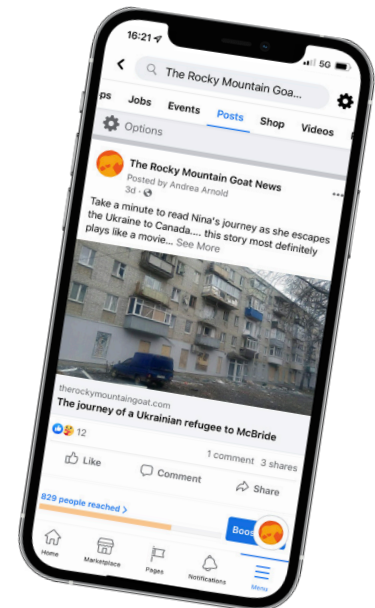 16:21
5G
The Rocky Mountain Goa...
ps Jobs Events Posts Shop Videos
Options
The Rocky Mountain Goat News
Posted by Andrea Arnold
3d ·
Take a minute to read Nina's journey as she escapes
the Ukraine to Canada.... this story most definitely
plays like a movie... See More
therockymountaingoat.com
The journey of a Ukrainian refugee to McBride
12
1 comment 3 shares
Like Comment Share
829 people reached >
Boos
Home Marketplace Pages Notifications Menu